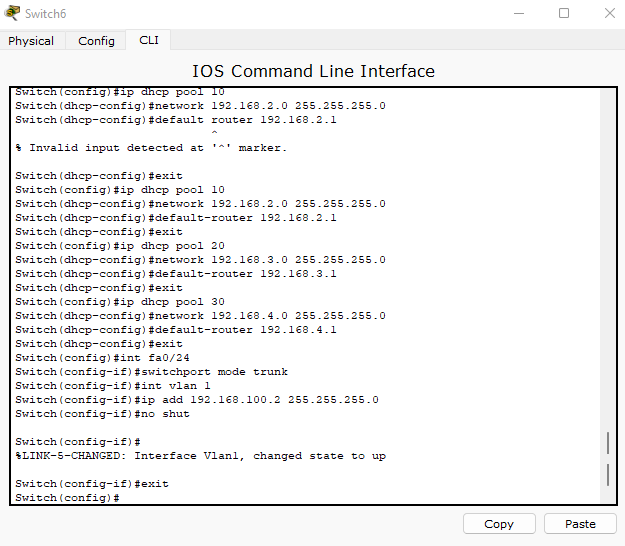 Switch6
Physical Config CLI
IOS Command Line Interface
Switch(config)#ip dhcp pool 10
Switch(dhcp-config)#network 192.168.2.0 255.255.255.0
Switch(dhcp-config)#default router 192.168.2.1
^
% Invalid input detected at '^' marker.
Switch(dhcp-config)#exit
Switch(config)#ip dhcp pool 10
Switch(dhcp-config)#network 192.168.2.0 255.255.255.0
Switch(dhcp-config)#default-router 192.168.2.1
Switch(dhcp-config)#exit
Switch(config)#ip dhcp pool 20
Switch(dhcp-config)#network 192.168.3.0 255.255.255.0
Switch(dhcp-config)#default-router 192.168.3.1
Switch(dhcp-config)#exit
Switch(config)#ip dhcp pool 30
Switch(dhcp-config)#network 192.168.4.0 255.255.255.0
Switch(dhcp-config)#default-router 192.168.4.1
Switch(dhcp-config)#exit
Switch(config)#int fa0/24
Switch(config-if)#switchport mode trunk
Switch(config-if)#int vlan 1
Switch(config-if)#ip add 192.168.100.2 255.255.255.0
Switch(config-if)#no shut
Switch(config-if)#
%LINK-5-CHANGED: Interface Vlan1, changed state to up
Switch(config-if)#exit
Switch(config)#
Copy Paste